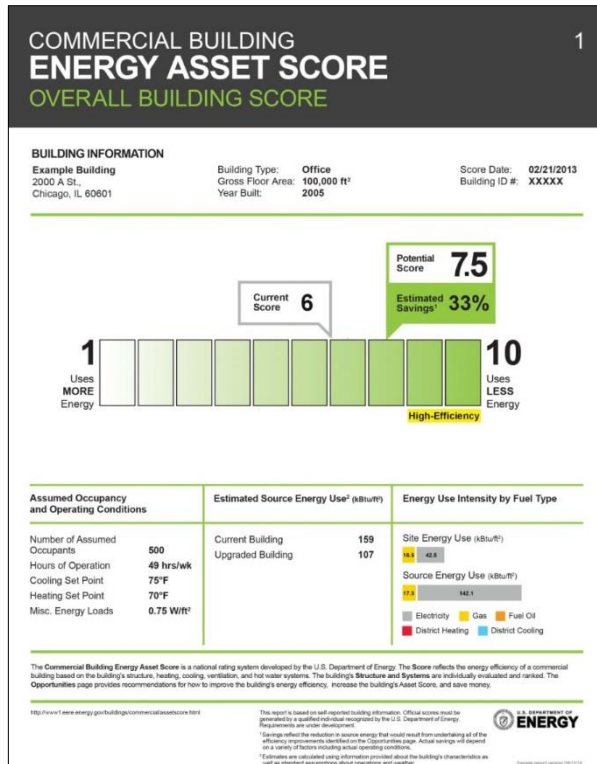 COMMERCIAL BUILDING 1
ENERGY ASSET SCORE
OVERALL BUILDING SCORE
BUILDING INFORMATION
Example Building
2000 A St.,
Chicago, IL 60601
Building Type: Office
Gross Floor Area: 100,000 ft²
Year Built: 2005
Score Date: 02/21/2013
Building ID #: XXXXX
Potential Score 7.5
Estimated Savings¹ 33%
Current Score 6
1
Uses
MORE
Energy
10
Uses
LESS
Energy
High-Efficiency
Assumed Occupancy
and Operating Conditions
Number of Assumed
Occupants 500
Hours of Operation 49 hrs/wk
Cooling Set Point 75°F
Heating Set Point 70°F
Misc. Energy Loads 0.75 W/ft²
Estimated Source Energy Use² (kBtu/ft²)
Current Building 159
Upgraded Building 107
Energy Use Intensity by Fuel Type
Site Energy Use (kBtu/ft²)
42.5
Source Energy Use (kBtu/ft²)
142.1
Electricity Gas Fuel Oil
District Heating District Cooling
The Commercial Building Energy Asset Score is a national rating system developed by the U.S. Department of Energy. The Score reflects the energy efficiency of a commercial
building based on the building's structure, heating, cooling, ventilation, and hot water systems. The building's Structure and Systems are individually evaluated and ranked. The
Opportunities page provides recommendations for how to improve the building's energy efficiency, increase the building's Asset Score, and save money.
http://www1.eere.energy.gov/buildings/commercial/assetscore.html
This report is based on self-reported building information. Official scores must be
generated by a qualified individual recognized by the U.S. Department of Energy.
Requirements are under development.
¹Savings reflect the reduction in source energy that would result from undertaking all of the
efficiency improvements identified on the Opportunities page. Actual savings will depend
on a variety of factors including actual operating conditions.
²Estimates are calculated using information provided about the building's characteristics as
well as standard assumptions about operations and weather.
U.S. DEPARTMENT OF
ENERGY